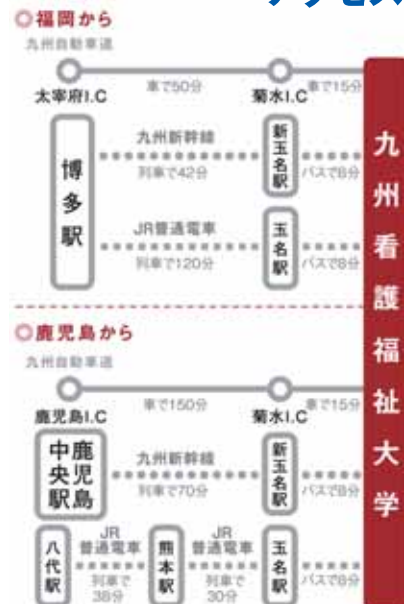 アクセス
○福岡から
九州自動車道
車で50分
車で15分
太宰府I.C
菊水I.C
博多駅
九州新幹線
列車で42分
新玉名駅
バスで8分
JR普通電車
列車で120分
玉名駅
バスで8分
○鹿児島から
九州自動車道
車で150分
車で15分
鹿児島I.C
菊水I.C
鹿児島
中央駅
九州新幹線
列車で70分
新玉名駅
バスで8分
八代駅
JR
普通電車
列車で
38分
熊本駅
JR
普通電車
列車で
30分
玉名駅
バスで8分
九州看護福祉大学